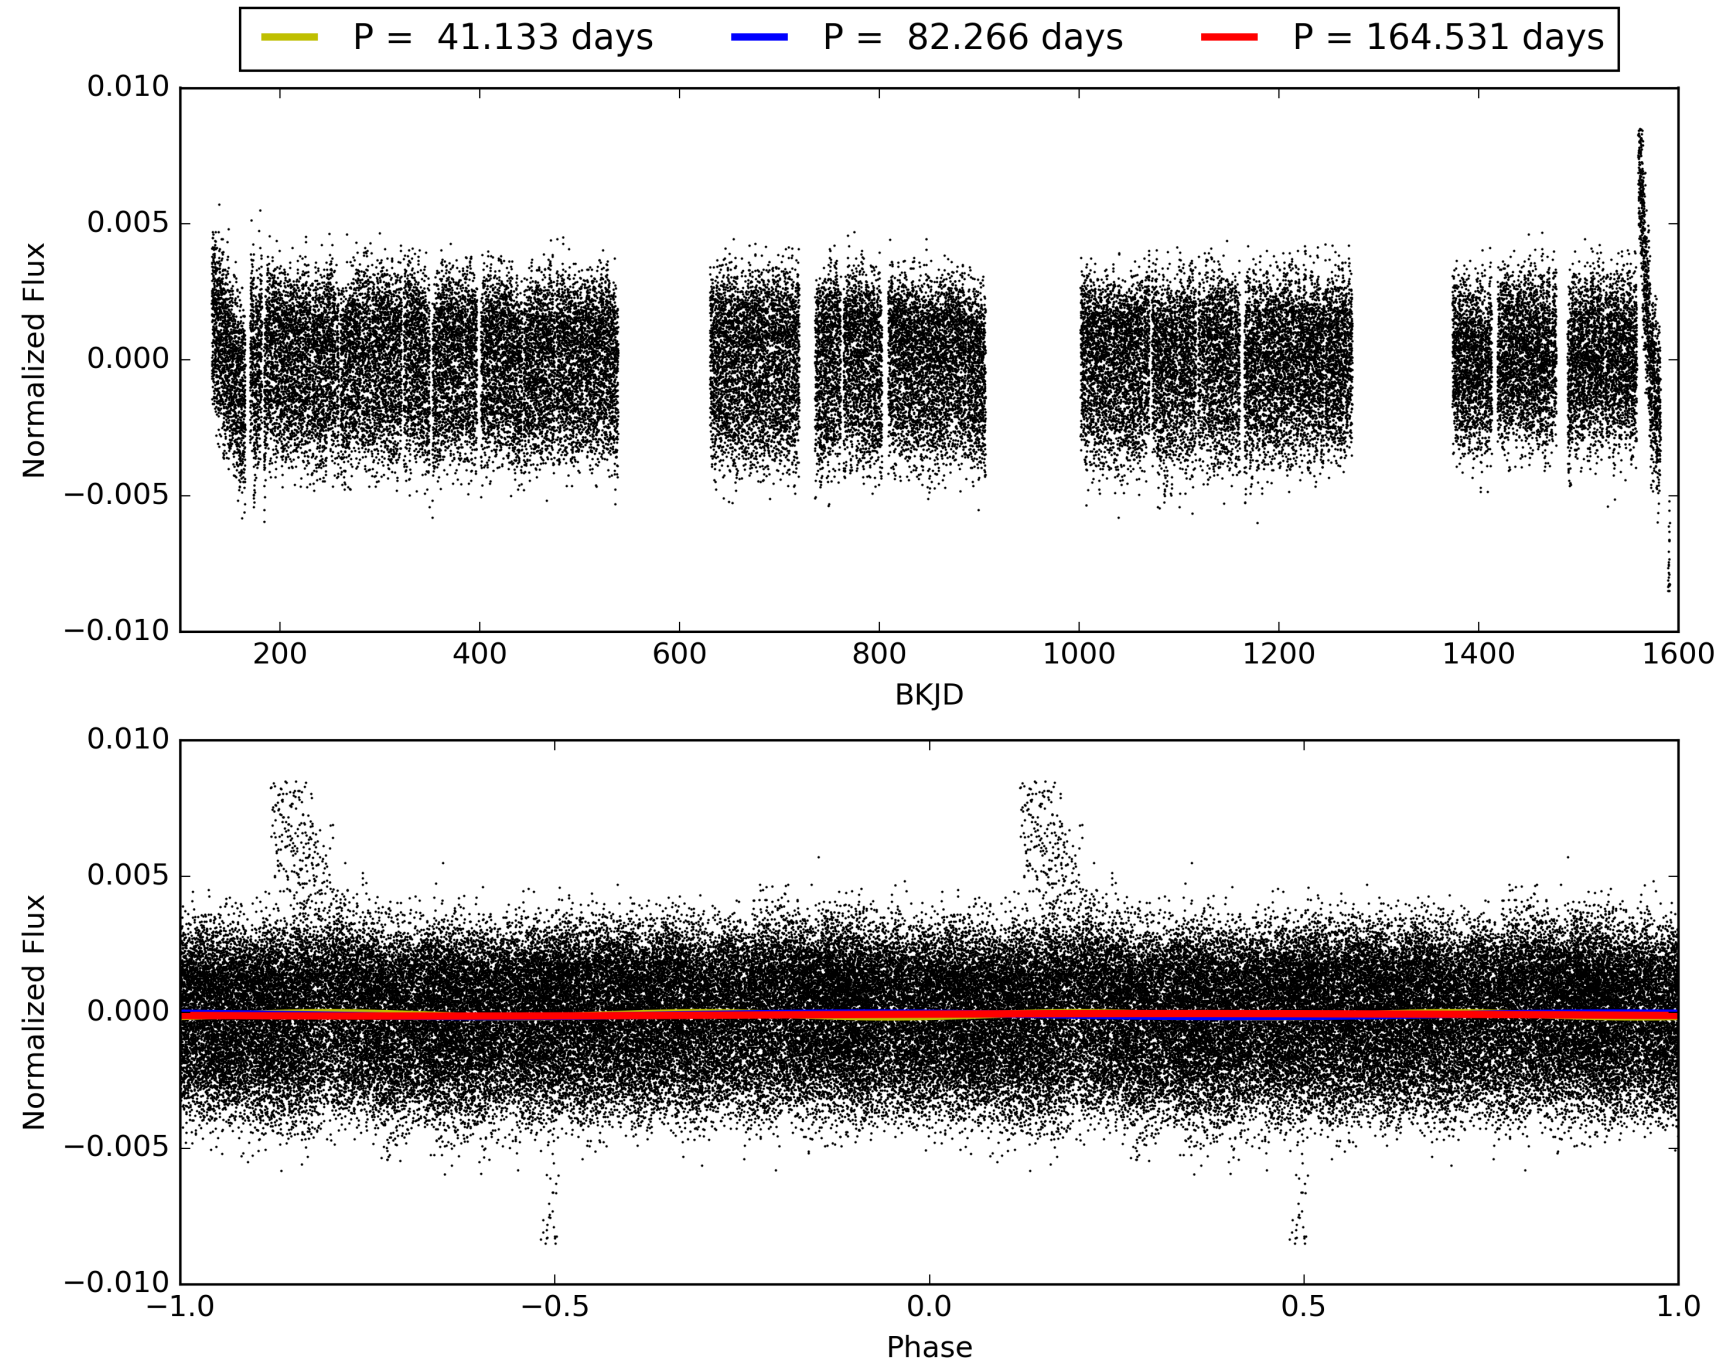 P = 41.133 days P = 82.266 days P = 164.531 days
0.010
0.005
0.000
−0.005
−0.010
Normalized Flux
200 400 600 800 1000 1200 1400 1600
BKJD
0.010
0.005
0.000
−0.005
−0.010
Normalized Flux
−1.0 −0.5 0.0 0.5 1.0
Phase